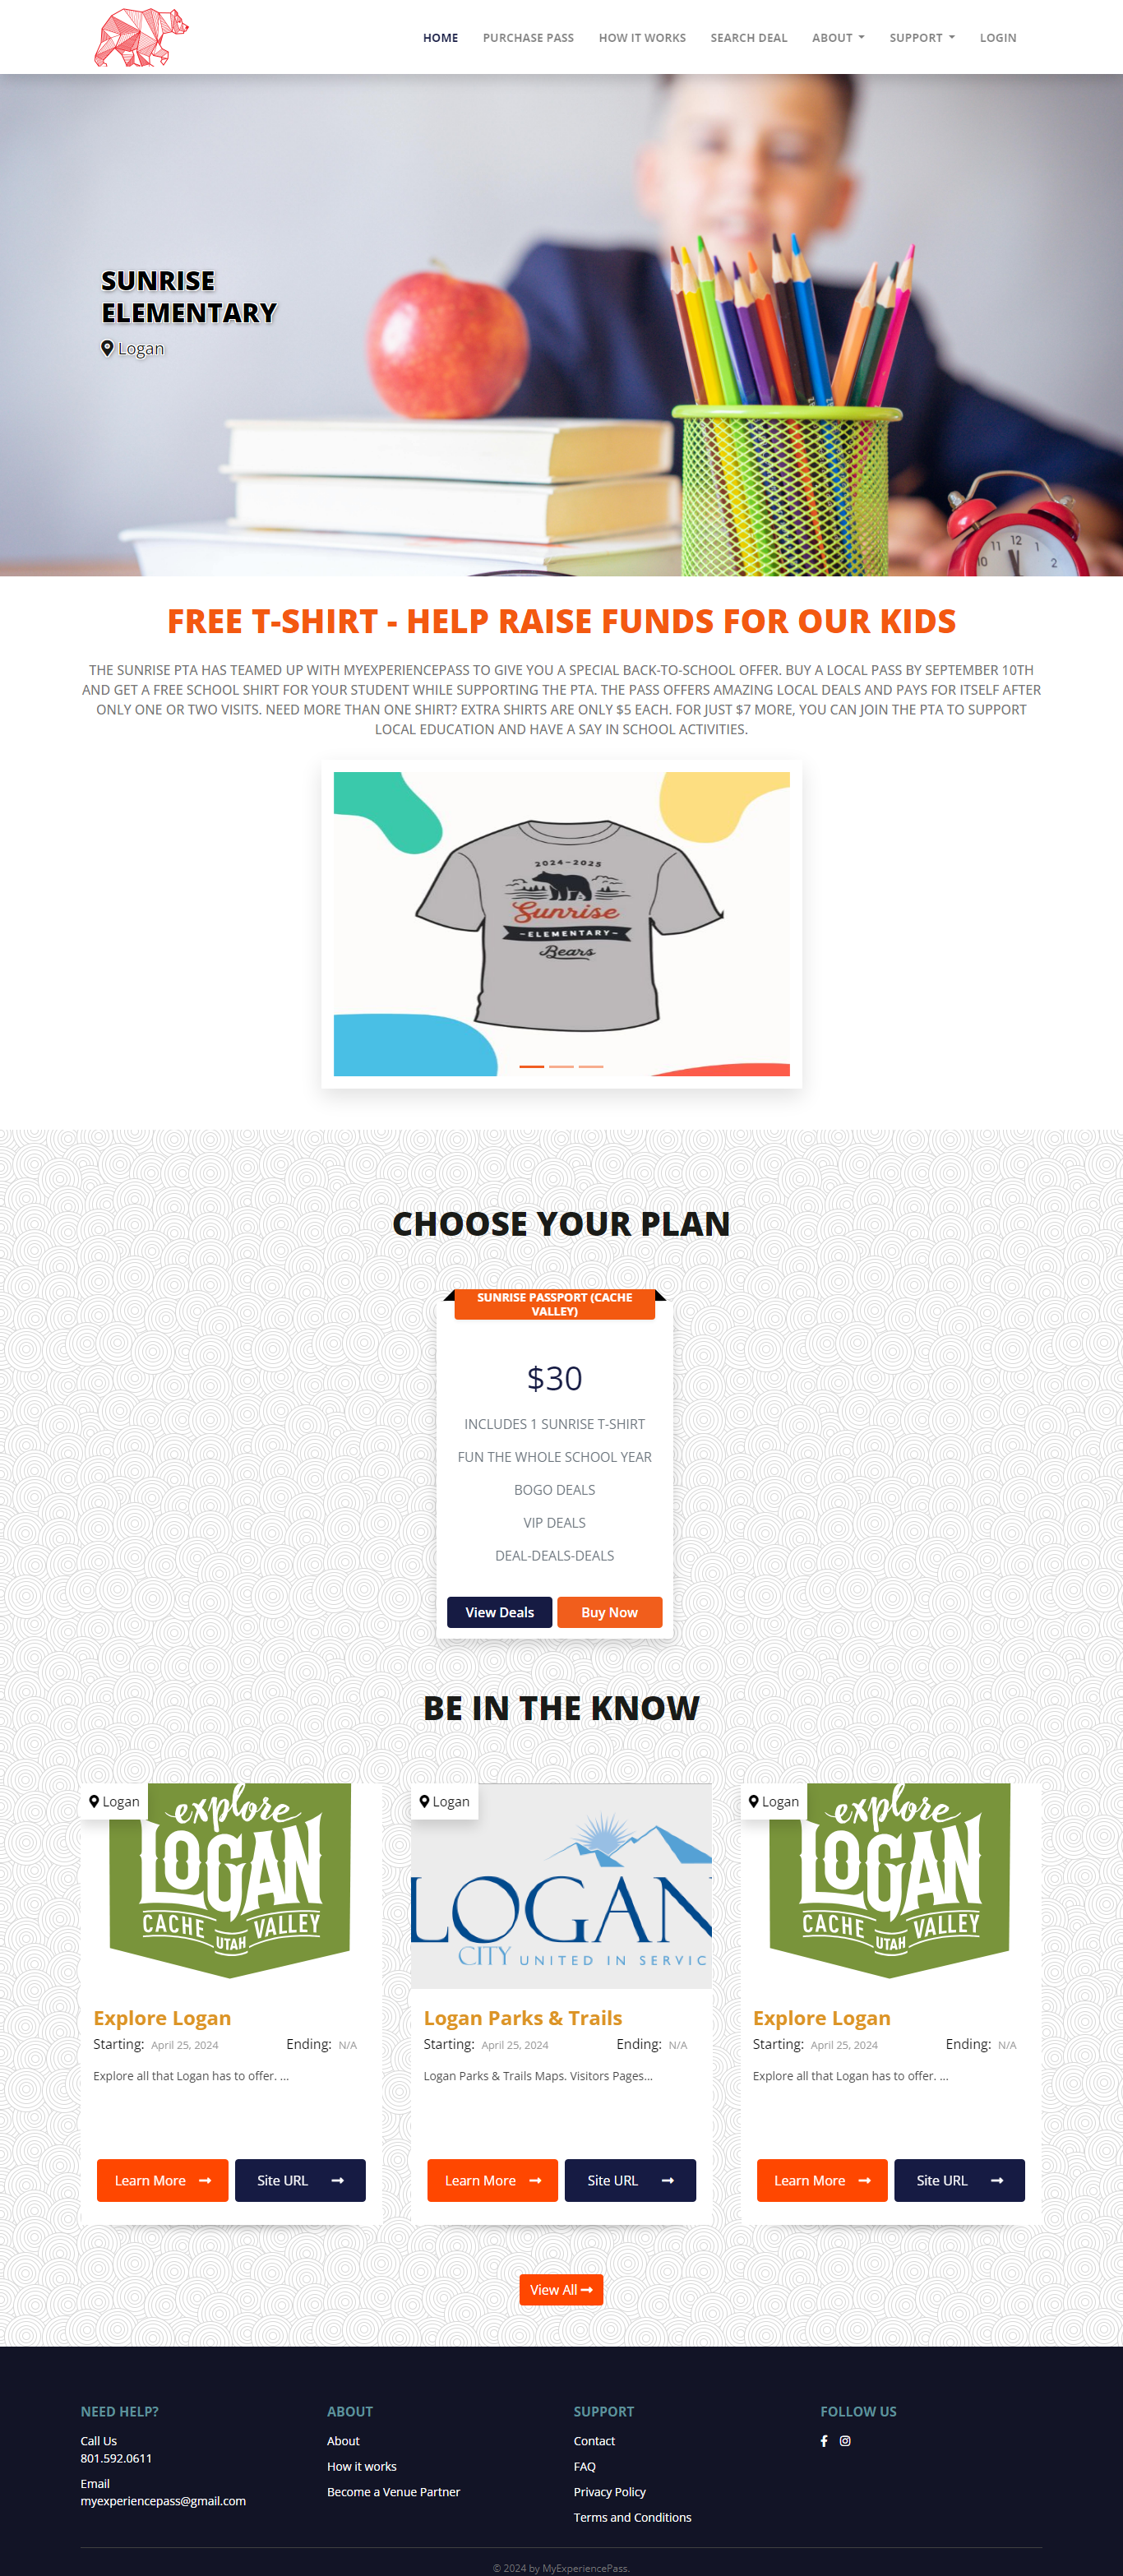 HOME PURCHASE PASS HOW IT WORKS SEARCH DEAL ABOUT SUPPORT LOGIN
SUNRISE
ELEMENTARY
Logan
11 12 1
10 2
FREE T-SHIRT - HELP RAISE FUNDS FOR OUR KIDS
THE SUNRISE PTA HAS TEAMED UP WITH MYEXPERIENCEPASS TO GIVE YOU A SPECIAL BACK-TO-SCHOOL OFFER. BUY A LOCAL PASS BY SEPTEMBER 10TH
AND GET A FREE SCHOOL SHIRT FOR YOUR STUDENT WHILE SUPPORTING THE PTA. THE PASS OFFERS AMAZING LOCAL DEALS AND PAYS FOR ITSELF AFTER
ONLY ONE OR TWO VISITS. NEED MORE THAN ONE SHIRT? EXTRA SHIRTS ARE ONLY $5 EACH. FOR JUST $7 MORE, YOU CAN JOIN THE PTA TO SUPPORT
LOCAL EDUCATION AND HAVE A SAY IN SCHOOL ACTIVITIES.
2024-2025
Sunrise
-ELEMENTARY-
Bears
CHOOSE YOUR PLAN
SUNRISE PASSPORT (CACHE
VALLEY)
$30
INCLUDES 1 SUNRISE T-SHIRT
FUN THE WHOLE SCHOOL YEAR
BOGO DEALS
VIP DEALS
DEAL-DEALS-DEALS
View Deals Buy Now
BE IN THE KNOW
Logan
explore
LOGAN
CACHE VALLEY
UTAH
Explore Logan
Starting: April 25, 2024 Ending: N/A
Explore all that Logan has to offer. ...
Learn More Site URL
Logan
LOGAN
CITY UNITED IN SERVIC
Logan Parks & Trails
Starting: April 25, 2024 Ending: N/A
Logan Parks & Trails Maps. Visitors Pages...
Learn More Site URL
Logan
explore
LOGAN
CACHE VALLEY
UTAH
Explore Logan
Starting: April 25, 2024 Ending: N/A
Explore all that Logan has to offer. ...
Learn More Site URL
View All
NEED HELP?
Call Us
801.592.0611
Email
myexperiencepass@gmail.com
ABOUT
About
How it works
Become a Venue Partner
SUPPORT
Contact
FAQ
Privacy Policy
Terms and Conditions
FOLLOW US
© 2024 by MyExperiencePass.